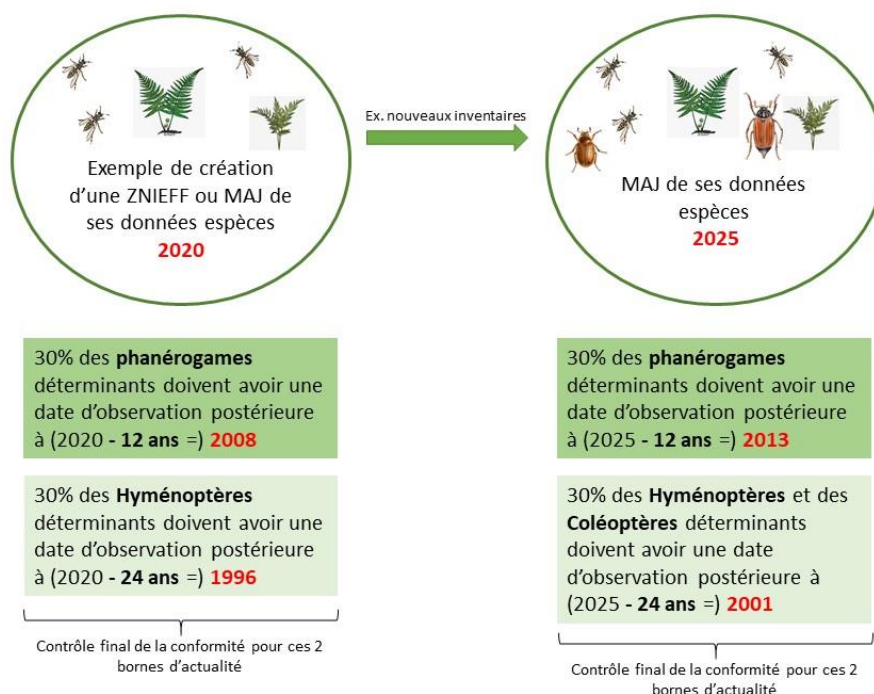 Exemple de création
d'une ZNIEFF ou MAJ de
ses données espèces
2020
Ex. nouveaux inventaires
MAJ de ses données
espèces
2025
30% des phanérogames
déterminants doivent avoir une
date d'observation postérieure
à (2020 - 12 ans =) 2008
30% des Hyménoptères
déterminants doivent avoir une
date d'observation postérieure
à (2020 - 24 ans =) 1996
Contrôle final de la conformité pour ces 2
bornes d'actualité
30% des phanérogames
déterminants doivent avoir une
date d'observation postérieure
à (2025 - 12 ans =) 2013
30% des Hyménoptères et des
Coléoptères déterminants
doivent avoir une date
d'observation postérieure à
(2025 - 24 ans =) 2001
Contrôle final de la conformité pour ces 2
bornes d'actualité